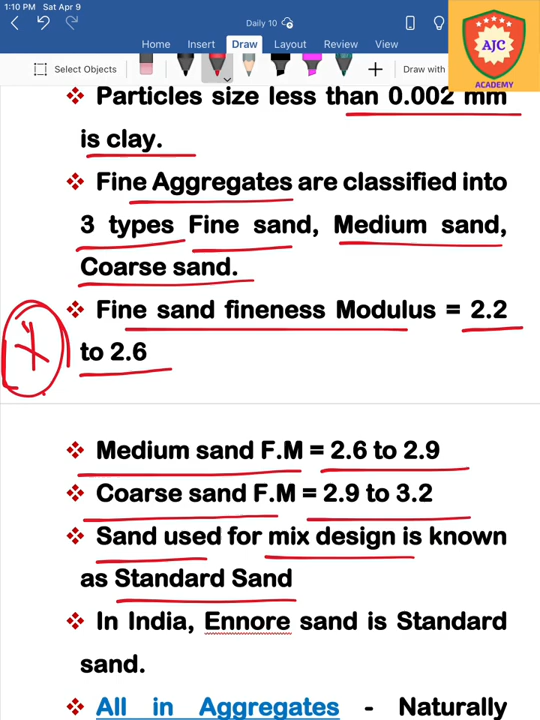 1:10 PM Sat Apr 9
Daily 10
Home Insert Draw Layout Review View
AJC
ACADEMY
Select Objects
Draw with
❖ Particles size less than 0.002 mm
is clay.
❖ Fine Aggregates are classified into
3 types Fine sand, Medium sand,
Coarse sand.
❖ Fine sand fineness Modulus = 2.2
to 2.6
❖ Medium sand F.M = 2.6 to 2.9
❖ Coarse sand F.M = 2.9 to 3.2
❖ Sand used for mix design is known
as Standard Sand
❖ In India, Ennore sand is Standard
sand.
❖ All in Aggregates - Naturally